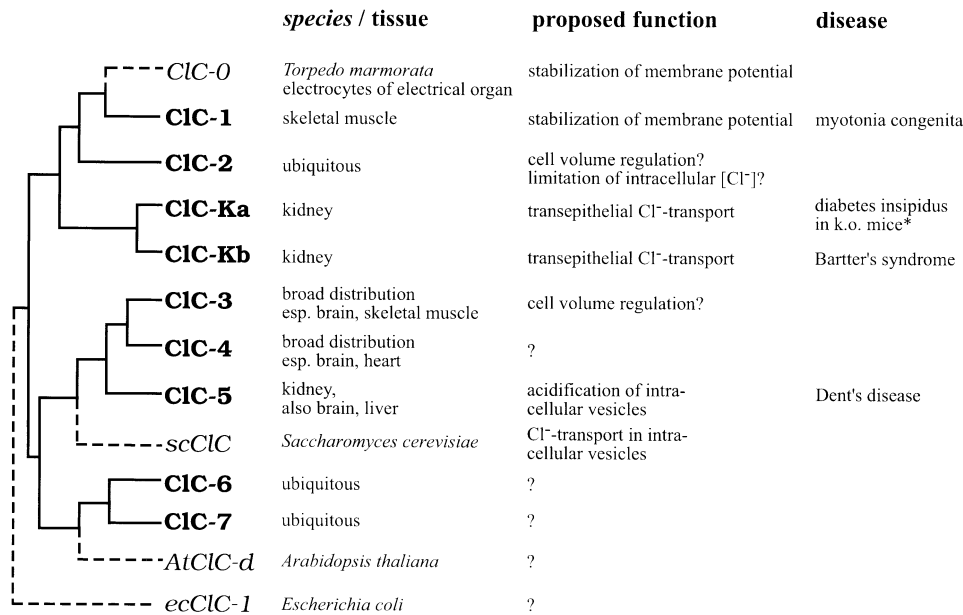 species / tissue proposed function disease
ClC-0 Torpedo marmorata stabilization of membrane potential
electrocytes of electrical organ
ClC-1 skeletal muscle stabilization of membrane potential myotonia congenita
ClC-2 ubiquitous cell volume regulation?
limitation of intracellular [Cl⁻]?
ClC-Ka kidney transepithelial Cl⁻-transport diabetes insipidus
in k.o. mice*
ClC-Kb kidney transepithelial Cl⁻-transport Bartter's syndrome
ClC-3 broad distribution cell volume regulation?
esp. brain, skeletal muscle
ClC-4 broad distribution ?
esp. brain, heart
ClC-5 kidney, acidification of intra- Dent's disease
also brain, liver cellular vesicles
scClC Saccharomyces cerevisiae Cl⁻-transport in intra-
cellular vesicles
ClC-6 ubiquitous ?
ClC-7 ubiquitous ?
AtClC-d Arabidopsis thaliana ?
ecClC-1 Escherichia coli ?